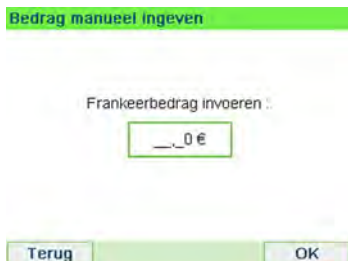 Bedrag manueel ingeven
Frankeerbedrag invoeren :
__._0 €
Terug OK